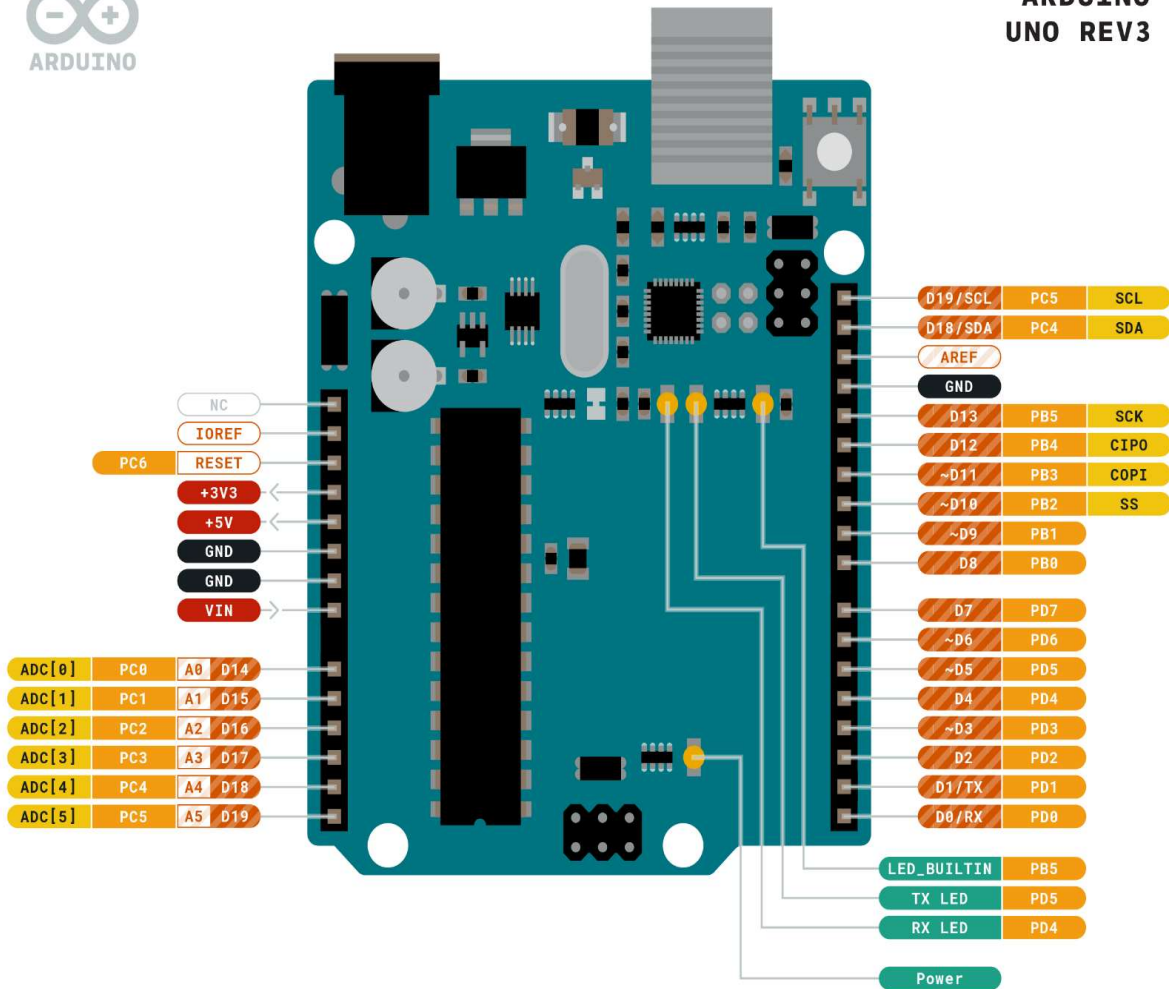 ARDUINO
ARDUINO
UNO REV3
D19/SCL PC5 SCL
D18/SDA PC4 SDA
AREF
GND
D13 PB5 SCK
D12 PB4 CIPO
~D11 PB3 COPI
~D10 PB2 SS
~D9 PB1
D8 PB0
D7 PD7
~D6 PD6
~D5 PD5
D4 PD4
~D3 PD3
D2 PD2
D1/TX PD1
D0/RX PD0
NC
IOREF
PC6 RESET
+3V3
+5V
GND
GND
VIN
ADC[0] PC0 A0 D14
ADC[1] PC1 A1 D15
ADC[2] PC2 A2 D16
ADC[3] PC3 A3 D17
ADC[4] PC4 A4 D18
ADC[5] PC5 A5 D19
LED_BUILTIN PB5
TX LED PD5
RX LED PD4
Power